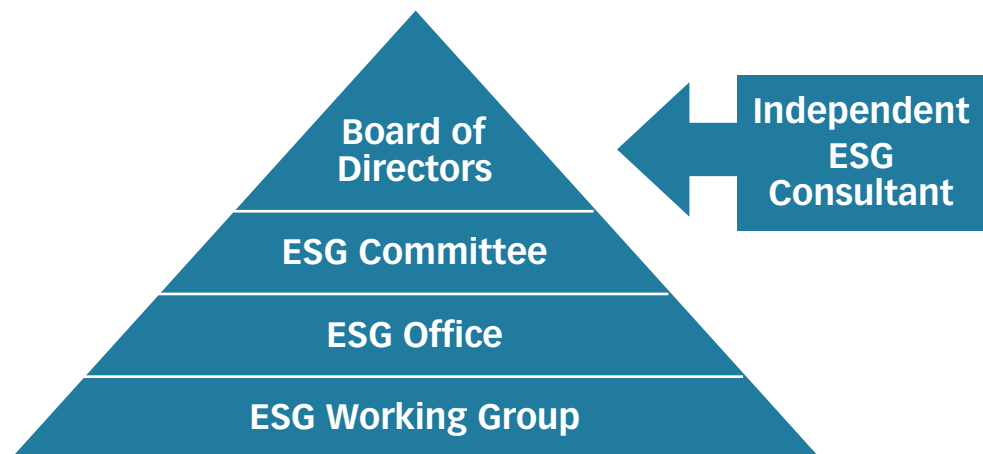 Board of
Directors
ESG Committee
ESG Office
ESG Working Group
Independent
ESG
Consultant